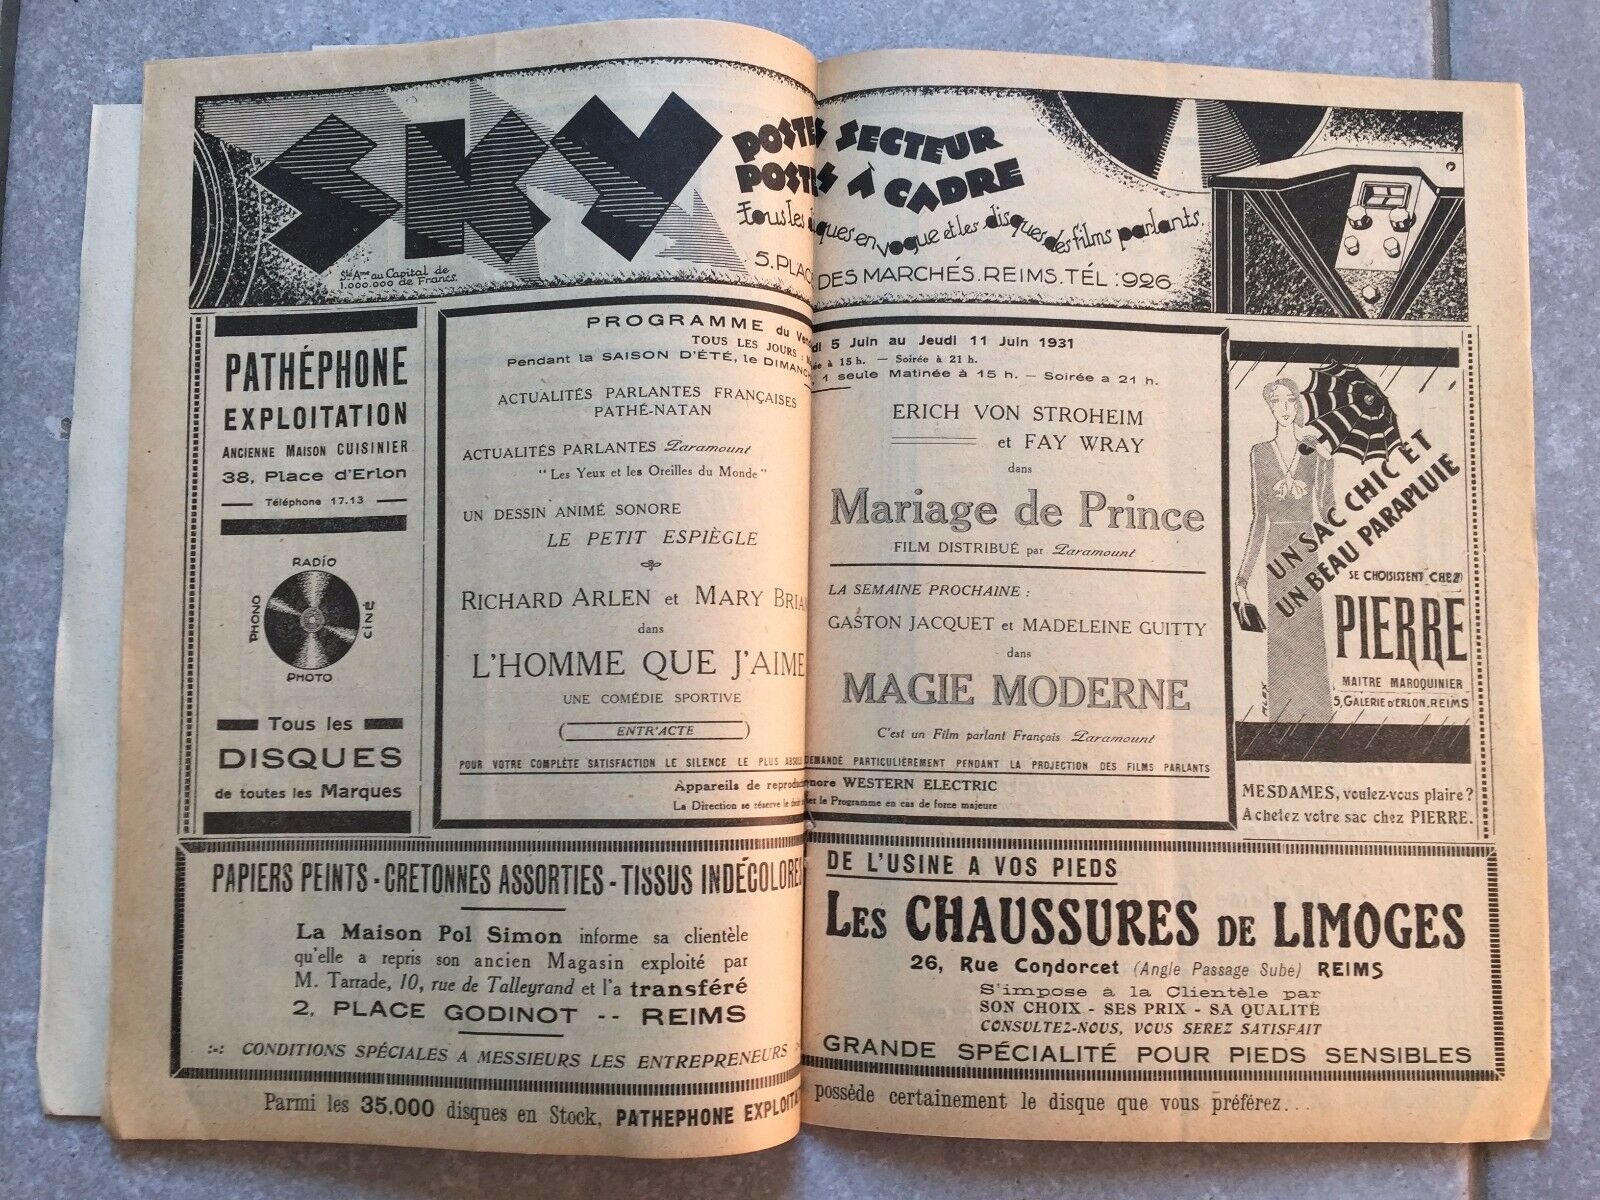 SKY
Sté Ame au Capital de
1.000.000 de Francs.
POSTES SECTEUR
POSTES À CADRE
Tous les disques en vogue et les disques des films parlants.
5. PLACE DES MARCHÉS. REIMS. TÉL : 926
PATHÉPHONE
EXPLOITATION
ANCIENNE MAISON CUISINIER
38, Place d'Erlon
Téléphone 17.13
RADIO
PHONO
CINÉ
PHOTO
Tous les
DISQUES
de toutes les Marques
PROGRAMME du Vendredi 5 Juin au Jeudi 11 Juin 1931
TOUS LES JOURS : Matinée à 15 h. — Soirée à 21 h.
Pendant la SAISON D'ÉTÉ, le DIMANCHE, 1 seule Matinée à 15 h. — Soirée a 21 h.
ACTUALITÉS PARLANTES FRANÇAISES
PATHÉ-NATAN
ACTUALITÉS PARLANTES Paramount
"Les Yeux et les Oreilles du Monde"
UN DESSIN ANIMÉ SONORE
LE PETIT ESPIÈGLE
RICHARD ARLEN et MARY BRIAN
dans
L'HOMME QUE J'AIME
UNE COMÉDIE SPORTIVE
ENTR'ACTE
ERICH VON STROHEIM
et FAY WRAY
dans
Mariage de Prince
FILM DISTRIBUÉ par Paramount
LA SEMAINE PROCHAINE :
GASTON JACQUET et MADELEINE GUITTY
dans
MAGIE MODERNE
C'est un Film parlant Français Paramount
POUR VOTRE COMPLÈTE SATISFACTION LE SILENCE LE PLUS ABSOLU DEMANDÉ PARTICULIÈREMENT PENDANT LA PROJECTION DES FILMS PARLANTS
Appareils de reproduction sonore WESTERN ELECTRIC
La Direction se réserve le droit de changer le Programme en cas de force majeure
UN SAC CHIC ET
UN BEAU PARAPLUIE
SE CHOISISSENT CHEZ
PIERRE
MAITRE MAROQUINIER
5, GALERIE D'ERLON. REIMS
ALEX
MESDAMES, voulez-vous plaire ?
Achetez votre sac chez PIERRE.
PAPIERS PEINTS - CRETONNES ASSORTIES - TISSUS INDÉCOLORES
La Maison Pol Simon informe sa clientèle
qu'elle a repris son ancien Magasin exploité par
M. Tarrade, 10, rue de Talleyrand et l'a transféré
2, PLACE GODINOT -- REIMS
:-: CONDITIONS SPÉCIALES A MESSIEURS LES ENTREPRENEURS :-:
DE L'USINE A VOS PIEDS
LES CHAUSSURES DE LIMOGES
26, Rue Condorcet (Angle Passage Subé) REIMS
S'impose à la Clientèle par
SON CHOIX - SES PRIX - SA QUALITÉ
CONSULTEZ-NOUS, VOUS SEREZ SATISFAIT
GRANDE SPÉCIALITÉ POUR PIEDS SENSIBLES
Parmi les 35.000 disques en Stock, PATHEPHONE EXPLOITATION possède certainement le disque que vous préférez...